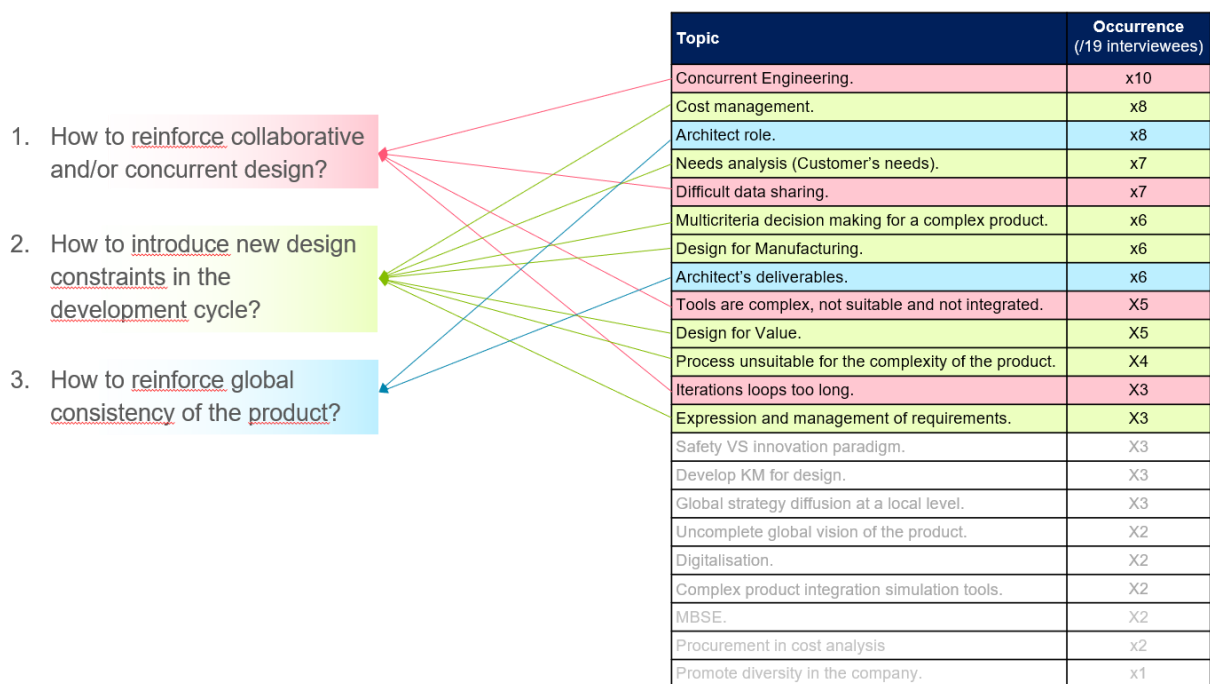 1. How to reinforce collaborative
and/or concurrent design?
2. How to introduce new design
constraints in the
development cycle?
3. How to reinforce global
consistency of the product?
Topic Occurrence
(/19 interviewees)
Concurrent Engineering. x10
Cost management. x8
Architect role. x8
Needs analysis (Customer's needs). x7
Difficult data sharing. x7
Multicriteria decision making for a complex product. x6
Design for Manufacturing. x6
Architect's deliverables. x6
Tools are complex, not suitable and not integrated. X5
Design for Value. X5
Process unsuitable for the complexity of the product. X4
Iterations loops too long. X3
Expression and management of requirements. X3
Safety VS innovation paradigm. X3
Develop KM for design. X3
Global strategy diffusion at a local level. X3
Uncomplete global vision of the product. X2
Digitalisation. X2
Complex product integration simulation tools. X2
MBSE. X2
Procurement in cost analysis x2
Promote diversity in the company. x1